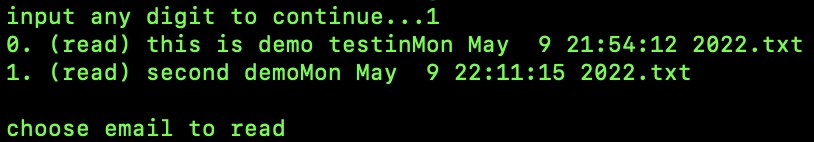 input any digit to continue...1
0. (read) this is demo testinMon May  9 21:54:12 2022.txt
1. (read) second demoMon May  9 22:11:15 2022.txt
choose email to read